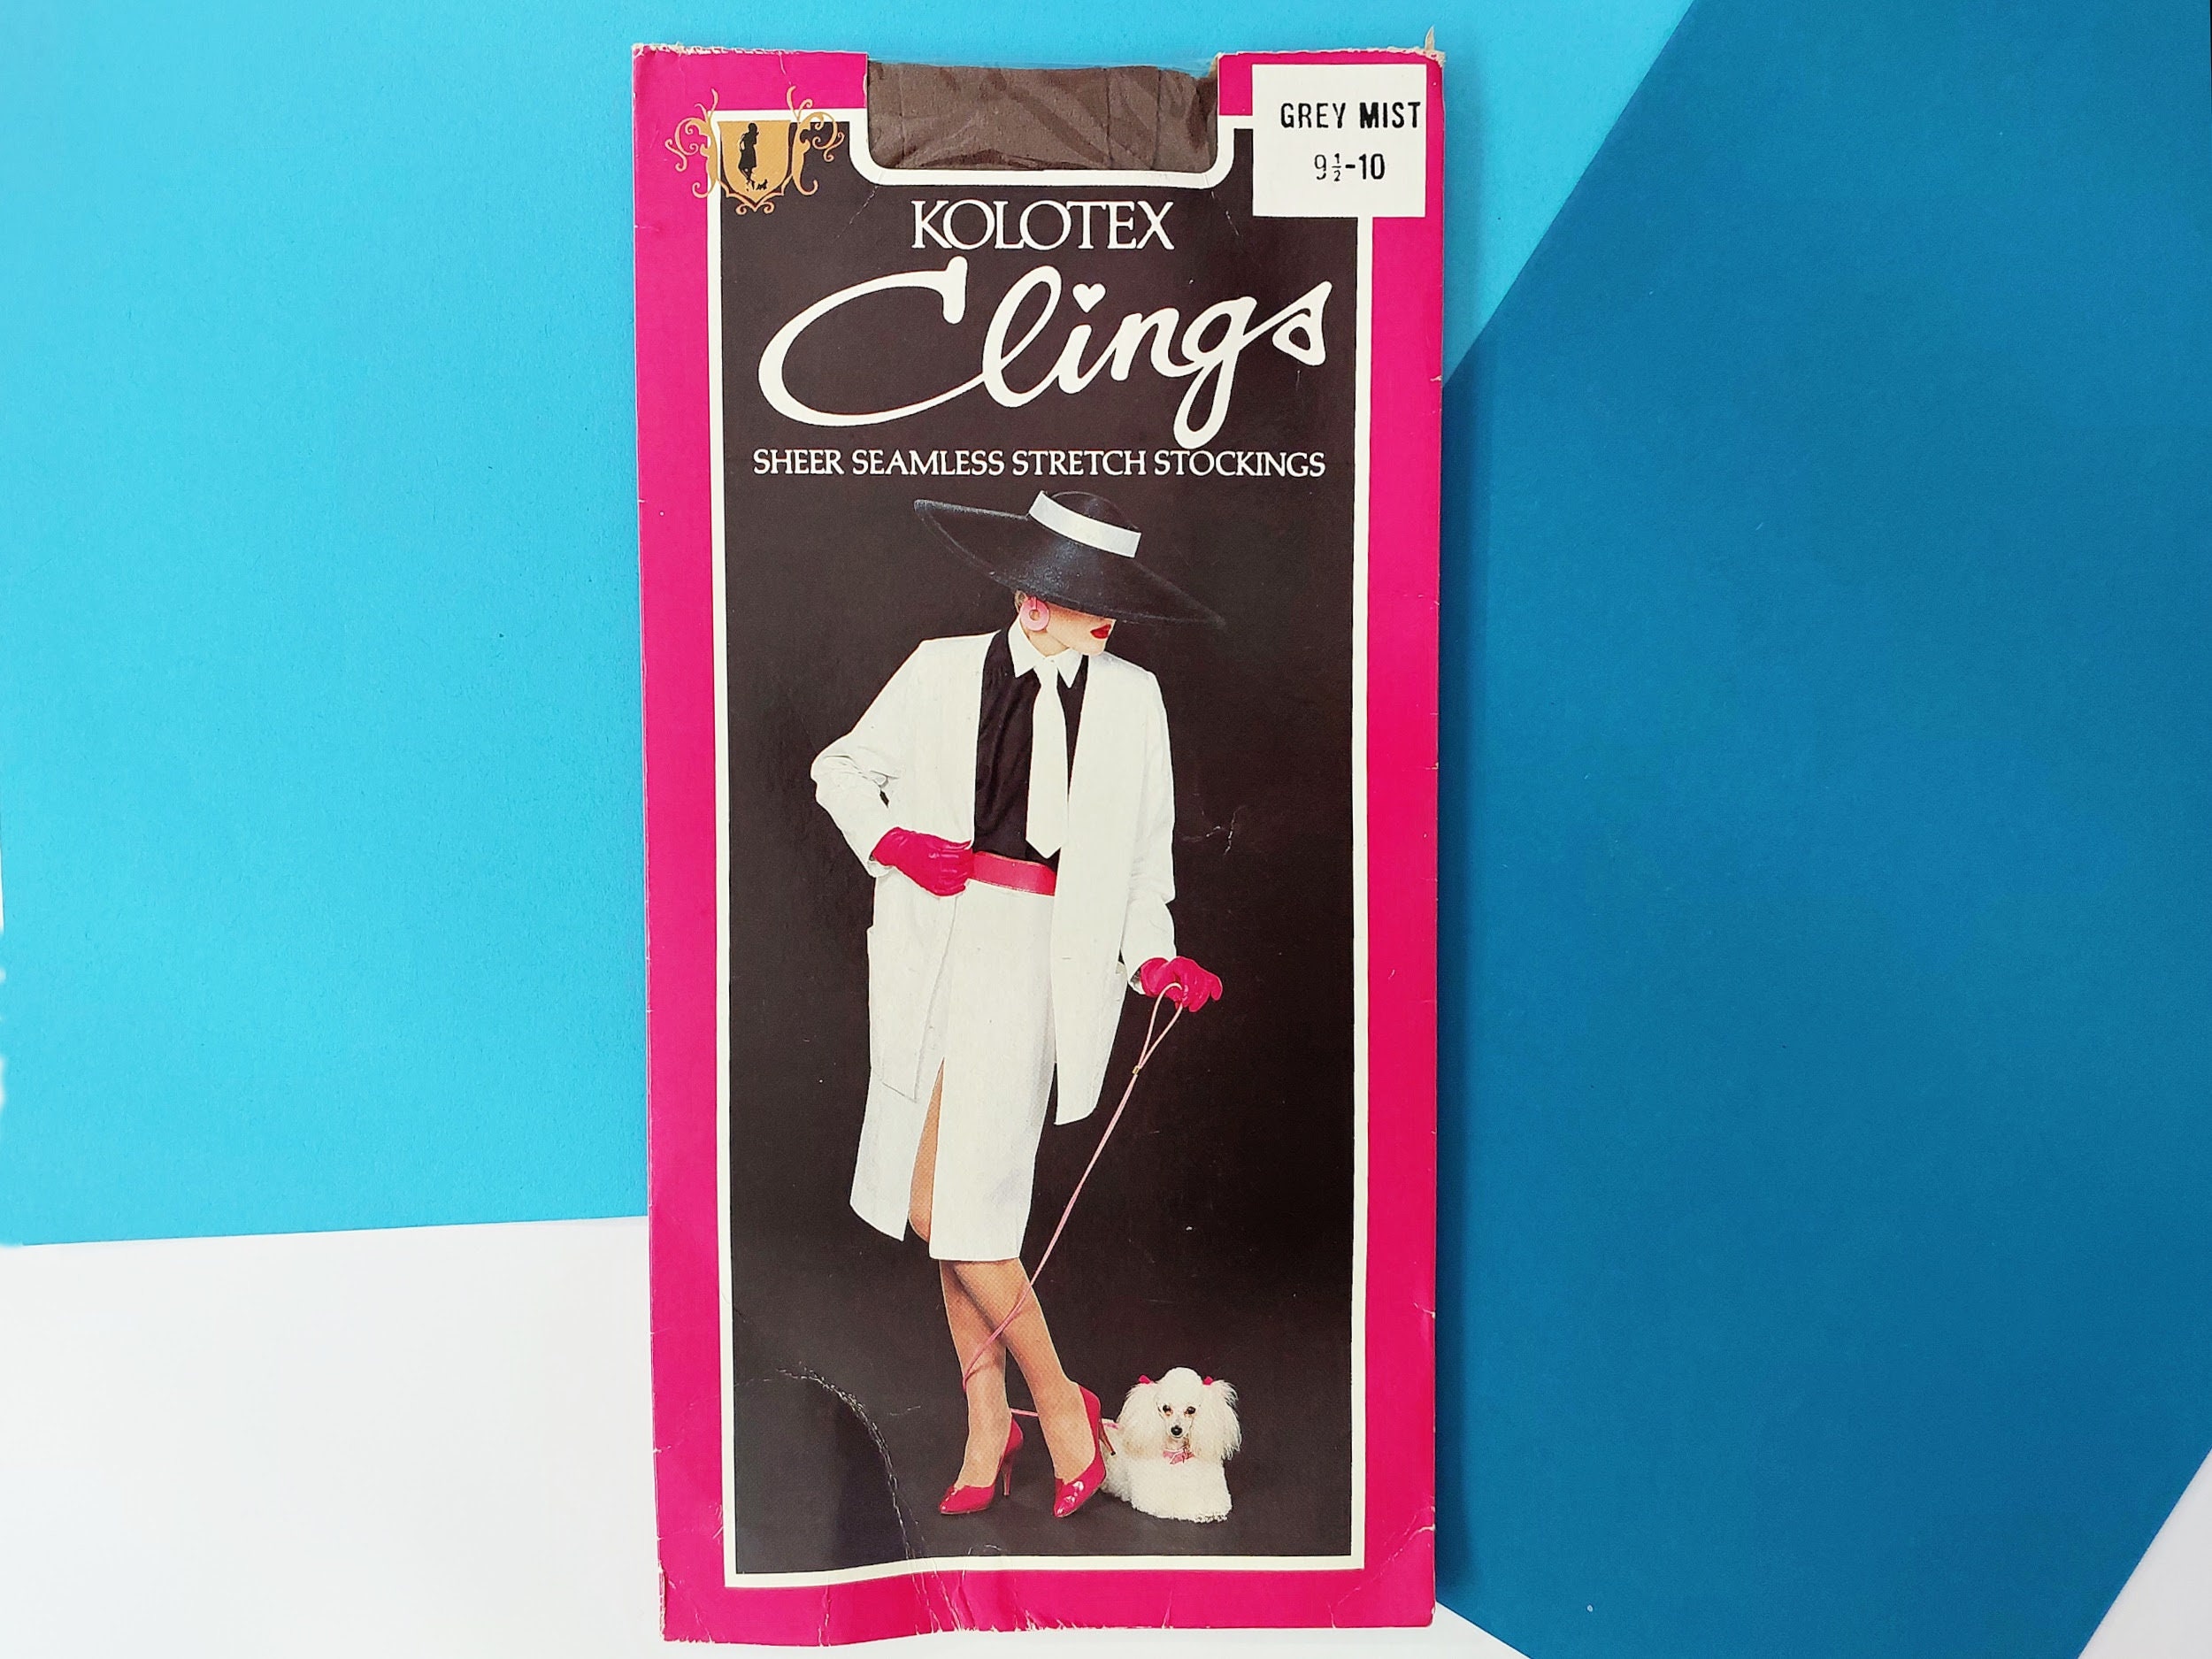 GREY MIST
9½-10
KOLOTEX
Clings
SHEER SEAMLESS STRETCH STOCKINGS